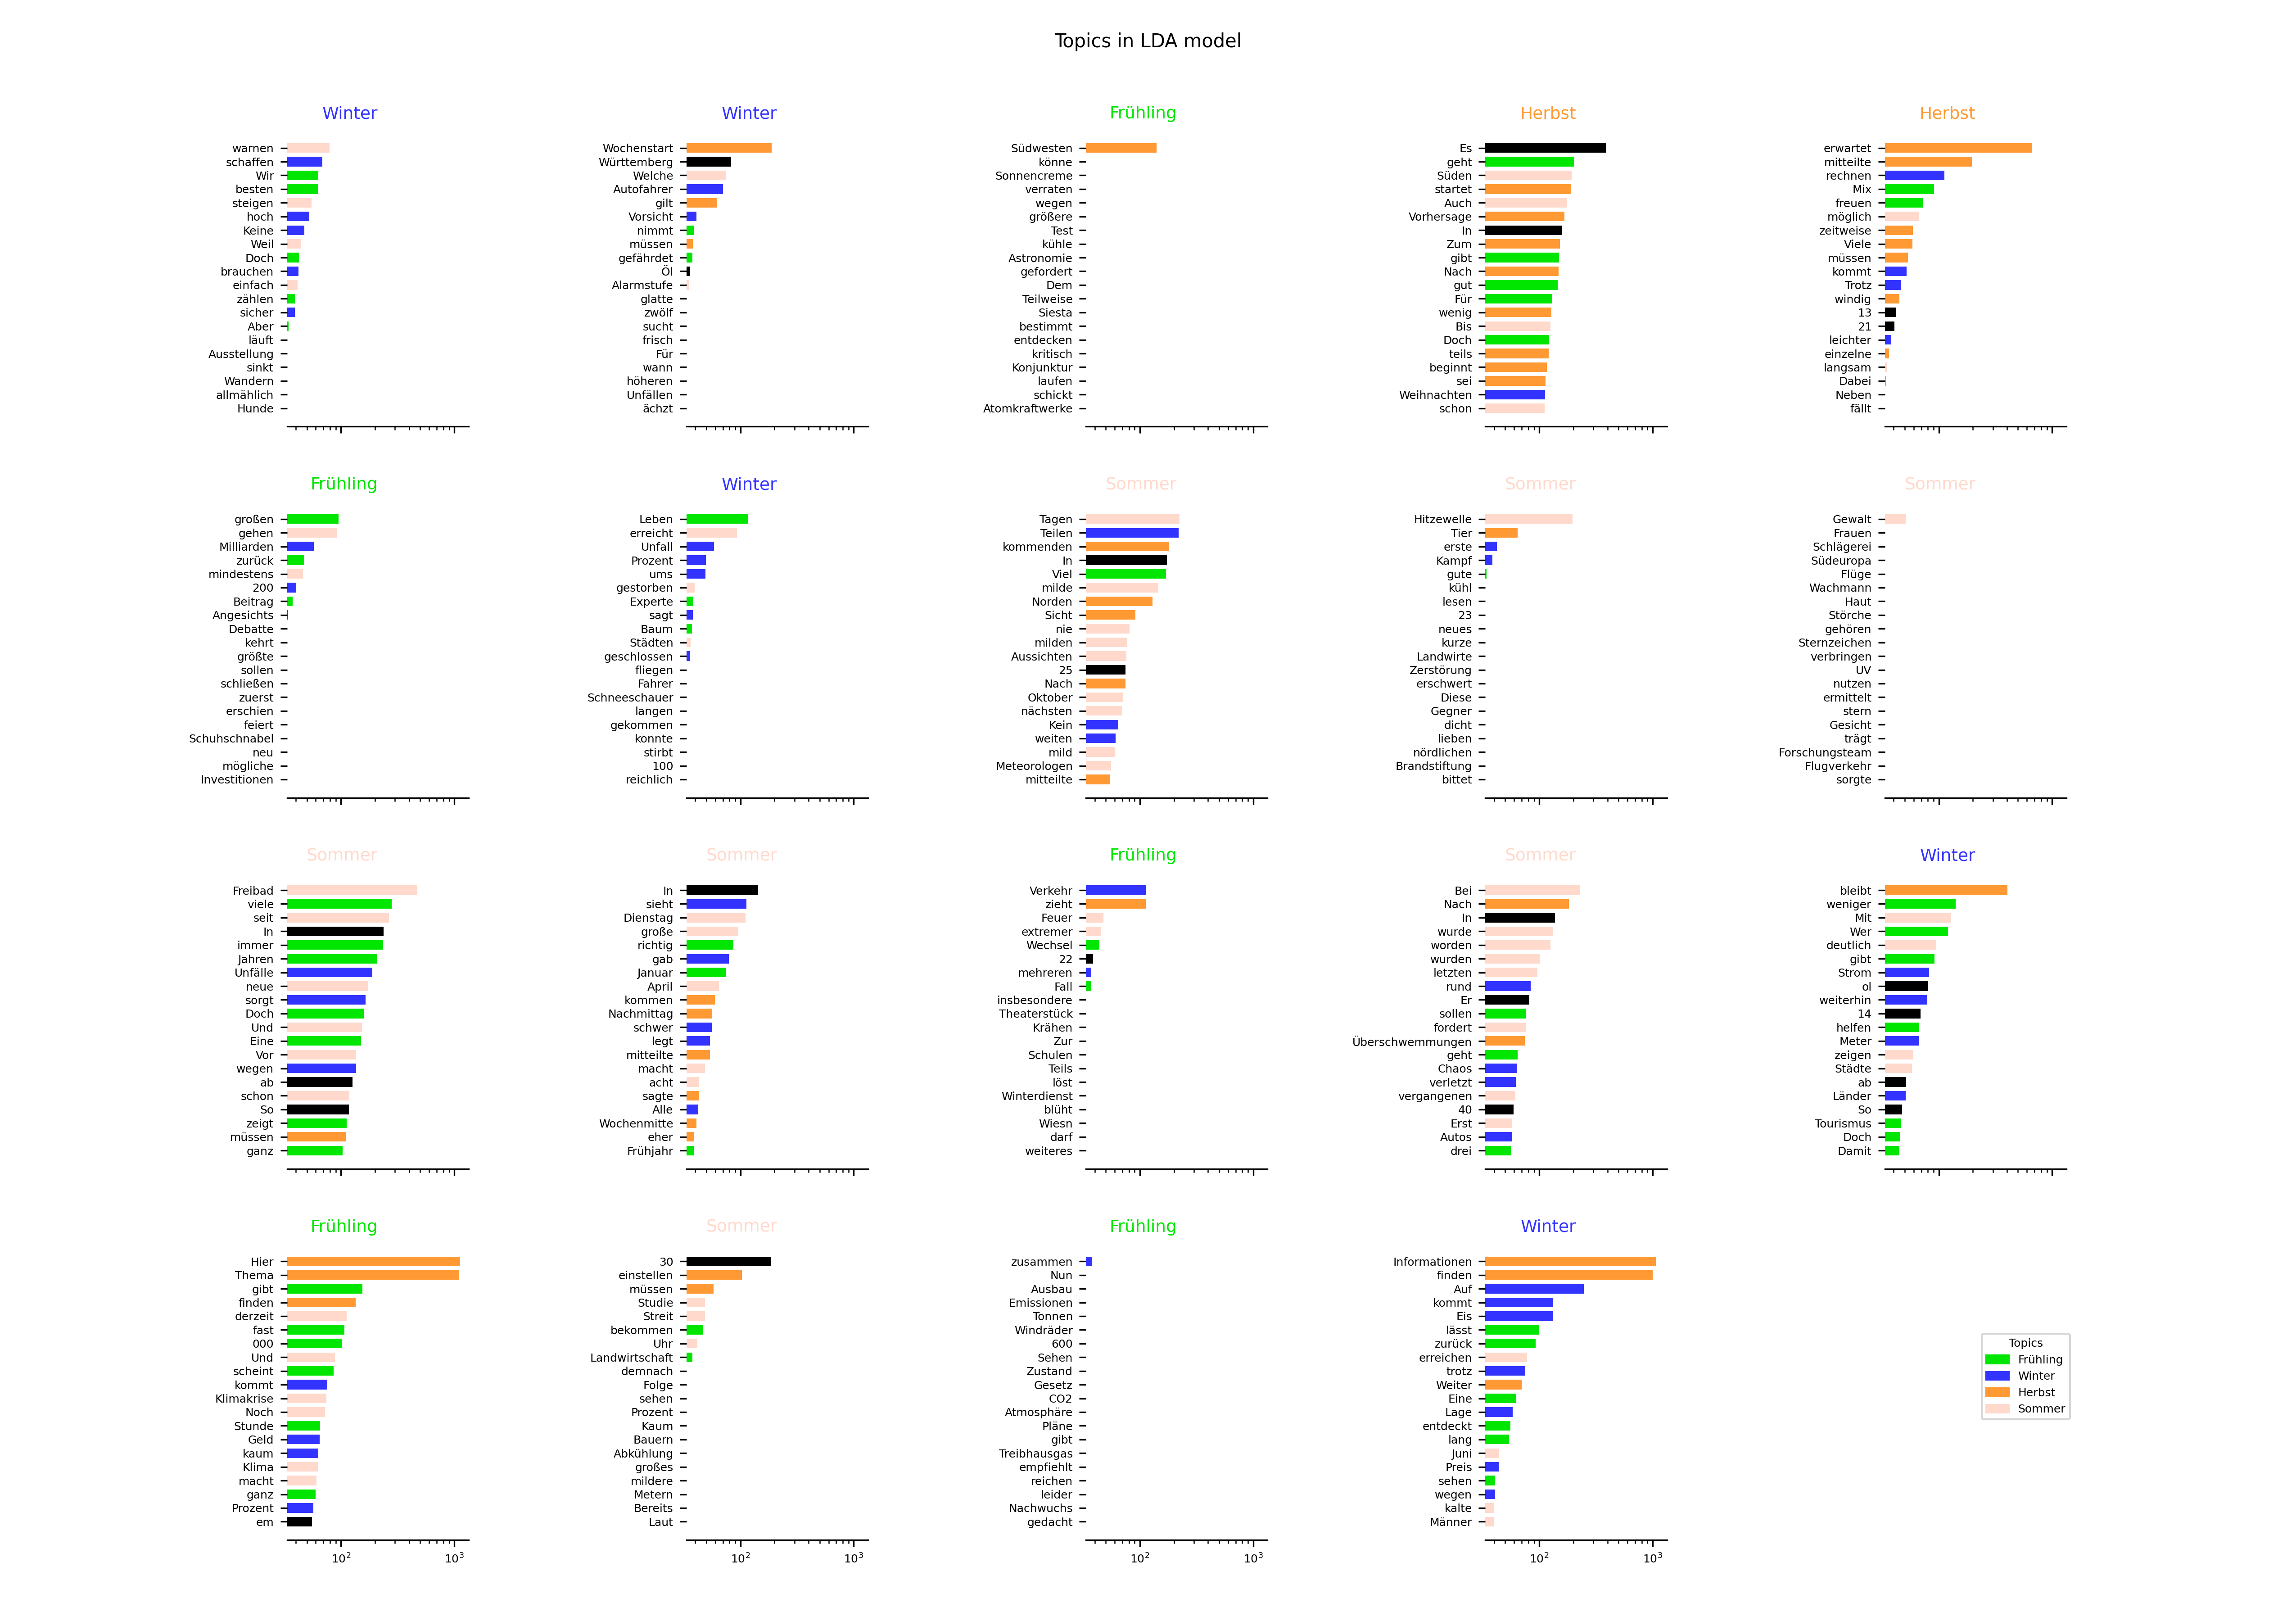 Topics in LDA model
Winter
warnen
schaffen
Wir
besten
steigen
hoch
Keine
Weil
Doch
brauchen
einfach
zählen
sicher
Aber
läuft
Ausstellung
sinkt
Wandern
allmählich
Hunde
Winter
Wochenstart
Württemberg
Welche
Autofahrer
gilt
Vorsicht
nimmt
müssen
gefährdet
Öl
Alarmstufe
glatte
zwölf
sucht
frisch
Für
wann
höheren
Unfällen
ächzt
Frühling
Südwesten
könne
Sonnencreme
verraten
wegen
größere
Test
kühle
Astronomie
gefordert
Dem
Teilweise
Siesta
bestimmt
entdecken
kritisch
Konjunktur
laufen
schickt
Atomkraftwerke
Herbst
Es
geht
Süden
startet
Auch
Vorhersage
In
Zum
gibt
Nach
gut
Für
wenig
Bis
Doch
teils
beginnt
sei
Weihnachten
schon
Herbst
erwartet
mitteilte
rechnen
Mix
freuen
möglich
zeitweise
Viele
müssen
kommt
Trotz
windig
13
21
leichter
einzelne
langsam
Dabei
Neben
fällt
Frühling
großen
gehen
Milliarden
zurück
mindestens
200
Beitrag
Angesichts
Debatte
kehrt
größte
sollen
schließen
zuerst
erschien
feiert
Schuhschnabel
neu
mögliche
Investitionen
Winter
Leben
erreicht
Unfall
Prozent
ums
gestorben
Experte
sagt
Baum
Städten
geschlossen
fliegen
Fahrer
Schneeschauer
langen
gekommen
konnte
stirbt
100
reichlich
Sommer
Tagen
Teilen
kommenden
In
Viel
milde
Norden
Sicht
nie
milden
Aussichten
25
Nach
Oktober
nächsten
Kein
weiten
mild
Meteorologen
mitteilte
Sommer
Hitzewelle
Tier
erste
Kampf
gute
kühl
lesen
23
neues
kurze
Landwirte
Zerstörung
erschwert
Diese
Gegner
dicht
lieben
nördlichen
Brandstiftung
bittet
Sommer
Gewalt
Frauen
Schlägerei
Südeuropa
Flüge
Wachmann
Haut
Störche
gehören
Sternzeichen
verbringen
UV
nutzen
ermittelt
stern
Gesicht
trägt
Forschungsteam
Flugverkehr
sorgte
Sommer
Freibad
viele
seit
In
immer
Jahren
Unfälle
neue
sorgt
Doch
Und
Eine
Vor
wegen
ab
schon
So
zeigt
müssen
ganz
Sommer
In
sieht
Dienstag
große
richtig
gab
Januar
April
kommen
Nachmittag
schwer
legt
mitteilte
macht
acht
sagte
Alle
Wochenmitte
eher
Frühjahr
Frühling
Verkehr
zieht
Feuer
extremer
Wechsel
22
mehreren
Fall
insbesondere
Theaterstück
Krähen
Zur
Schulen
Teils
löst
Winterdienst
blüht
Wiesn
darf
weiteres
Sommer
Bei
Nach
In
wurde
worden
wurden
letzten
rund
Er
sollen
fordert
Überschwemmungen
geht
Chaos
verletzt
vergangenen
40
Erst
Autos
drei
Winter
bleibt
weniger
Mit
Wer
deutlich
gibt
Strom
ol
weiterhin
14
helfen
Meter
zeigen
Städte
ab
Länder
So
Tourismus
Doch
Damit
Frühling
Hier
Thema
gibt
finden
derzeit
fast
000
Und
scheint
kommt
Klimakrise
Noch
Stunde
Geld
kaum
Klima
macht
ganz
Prozent
em
10²
10³
Sommer
30
einstellen
müssen
Studie
Streit
bekommen
Uhr
Landwirtschaft
demnach
Folge
sehen
Prozent
Kaum
Bauern
Abkühlung
großes
mildere
Metern
Bereits
Laut
10²
10³
Frühling
zusammen
Nun
Ausbau
Emissionen
Tonnen
Windräder
600
Sehen
Zustand
Gesetz
CO2
Atmosphäre
Pläne
gibt
Treibhausgas
empfiehlt
reichen
leider
Nachwuchs
gedacht
10²
10³
Winter
Informationen
finden
Auf
kommt
Eis
lässt
zurück
erreichen
trotz
Weiter
Eine
Lage
entdeckt
lang
Juni
Preis
sehen
wegen
kalte
Männer
10²
10³
Topics
Frühling
Winter
Herbst
Sommer